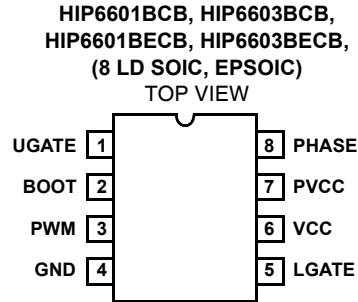 HIP6601BCB, HIP6603BCB,
HIP6601BECB, HIP6603BECB,
(8 LD SOIC, EPSOIC)
TOP VIEW
UGATE 1 8 PHASE
BOOT 2 7 PVCC
PWM 3 6 VCC
GND 4 5 LGATE